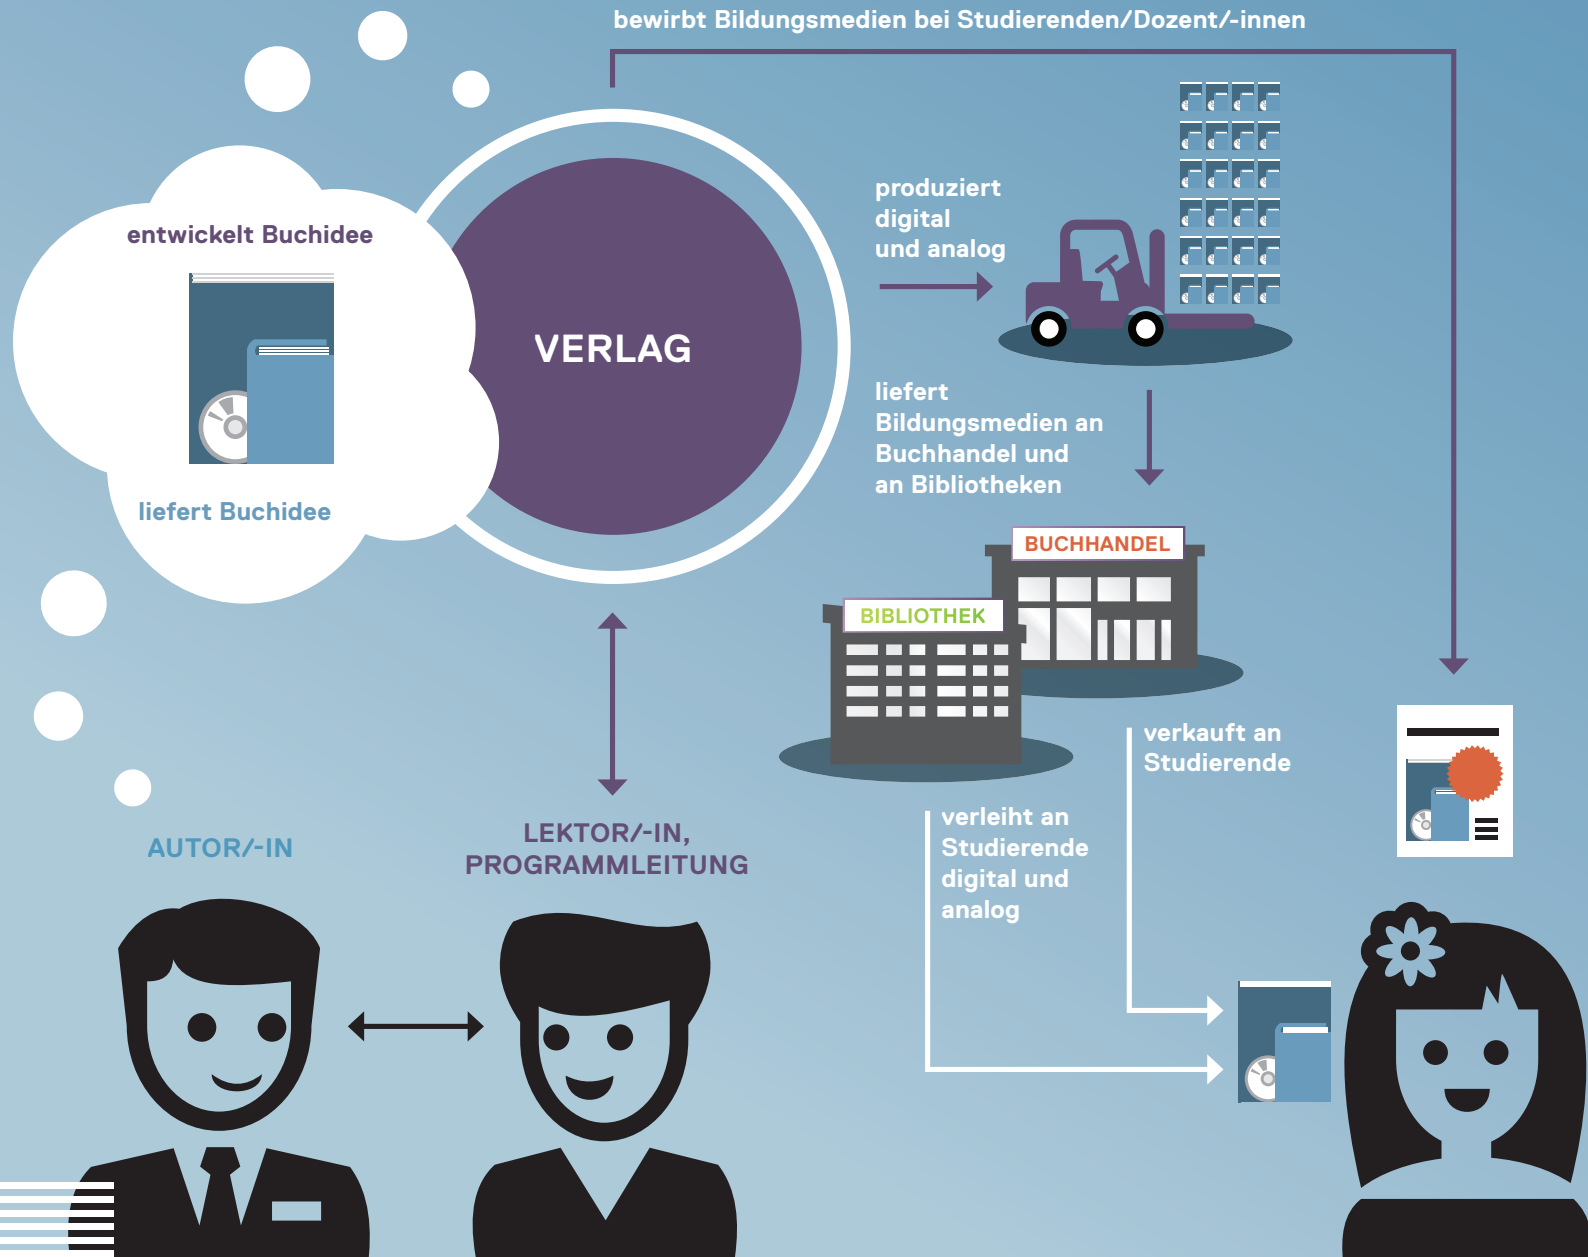 bewirbt Bildungsmedien bei Studierenden/Dozent/-innen
entwickelt Buchidee
liefert Buchidee
VERLAG
produziert
digital
und analog
liefert
Bildungsmedien an
Buchhandel und
an Bibliotheken
BUCHHANDEL
BIBLIOTHEK
verkauft an
Studierende
verleiht an
Studierende
digital und
analog
AUTOR/-IN
LEKTOR/-IN,
PROGRAMMLEITUNG